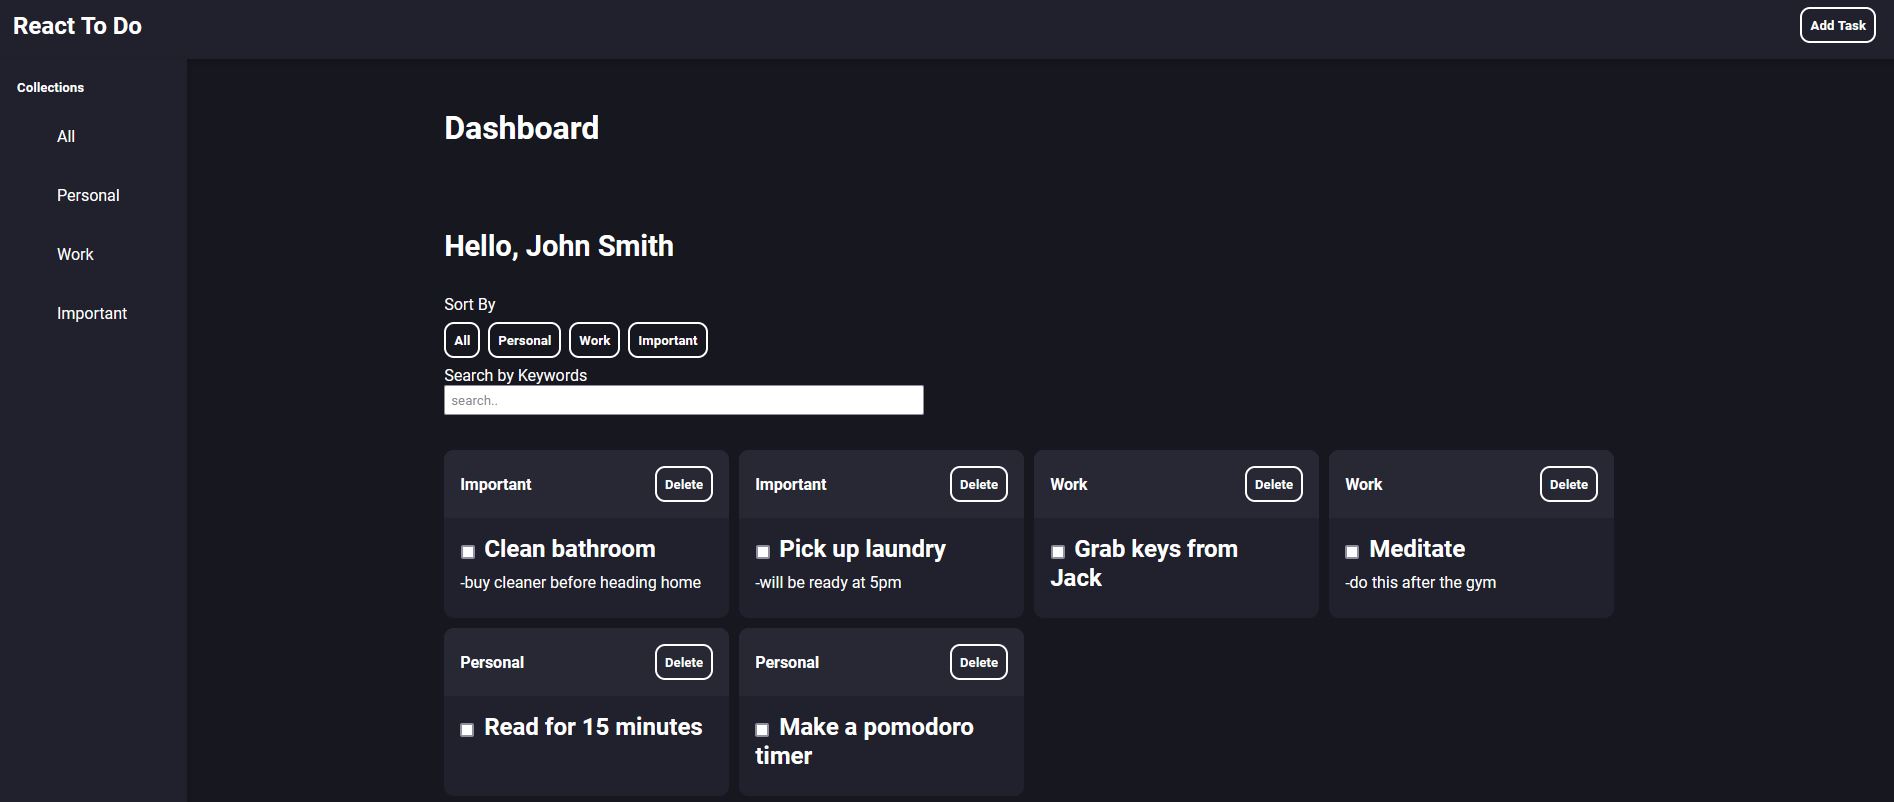 React To Do
Add Task
Collections
All
Personal
Work
Important
Dashboard
Hello, John Smith
Sort By
All
Personal
Work
Important
Search by Keywords
search..
Important
Delete
Clean bathroom
-buy cleaner before heading home
Important
Delete
Pick up laundry
-will be ready at 5pm
Work
Delete
Grab keys from
Jack
Work
Delete
Meditate
-do this after the gym
Personal
Delete
Read for 15 minutes
Personal
Delete
Make a pomodoro
timer